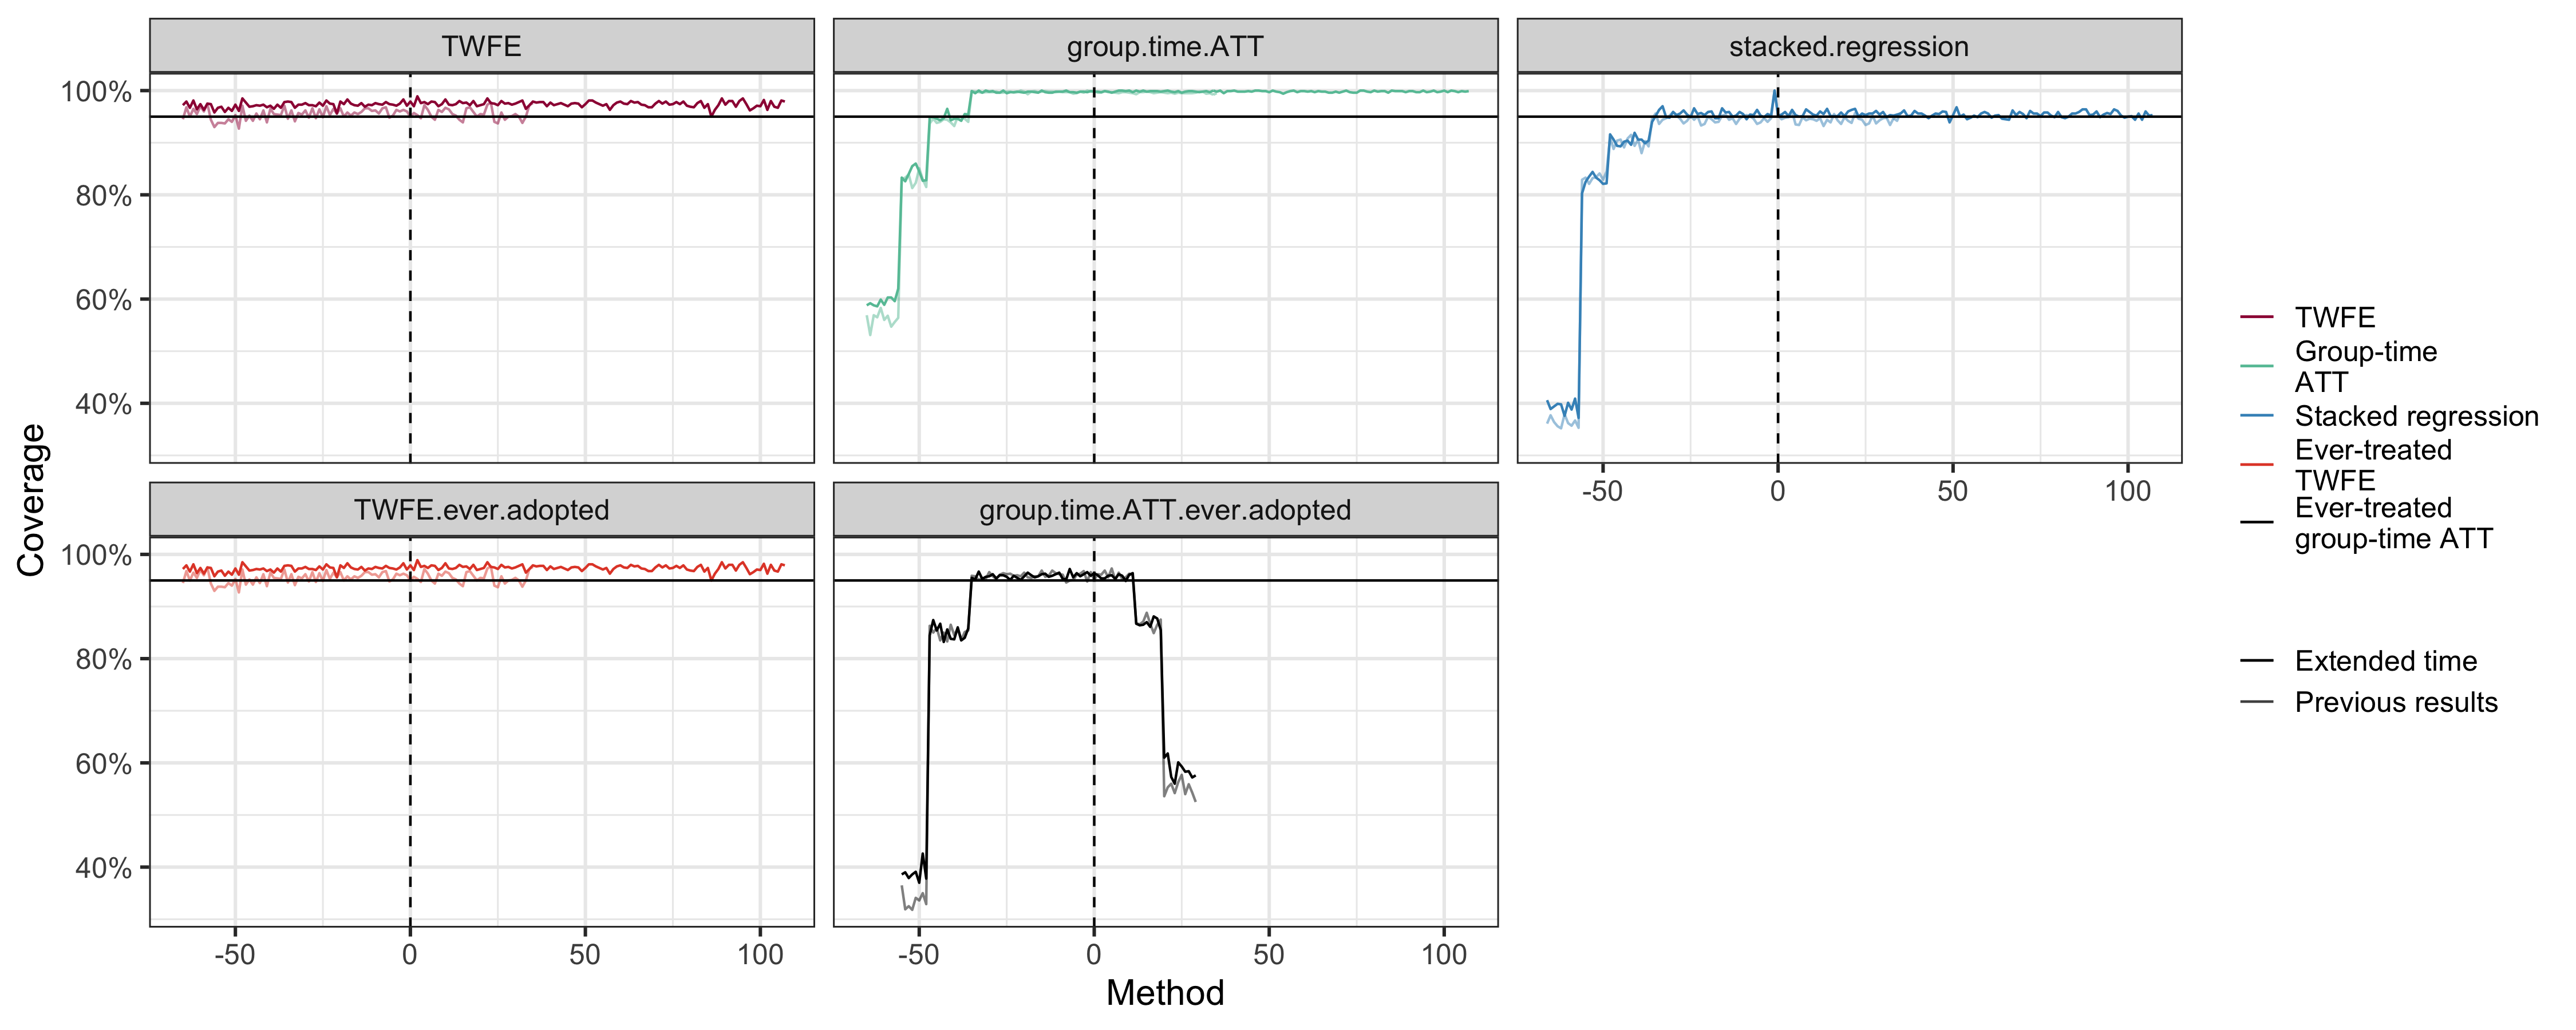 TWFE
group.time.ATT
stacked.regression
100%
80%
60%
40%
-50
0
50
100
TWFE.ever.adopted
group.time.ATT.ever.adopted
100%
80%
60%
40%
-50
0
50
100
-50
0
50
100
Coverage
Method
TWFE
Group-time
ATT
Stacked regression
Ever-treated
TWFE
Ever-treated
group-time ATT
Extended time
Previous results